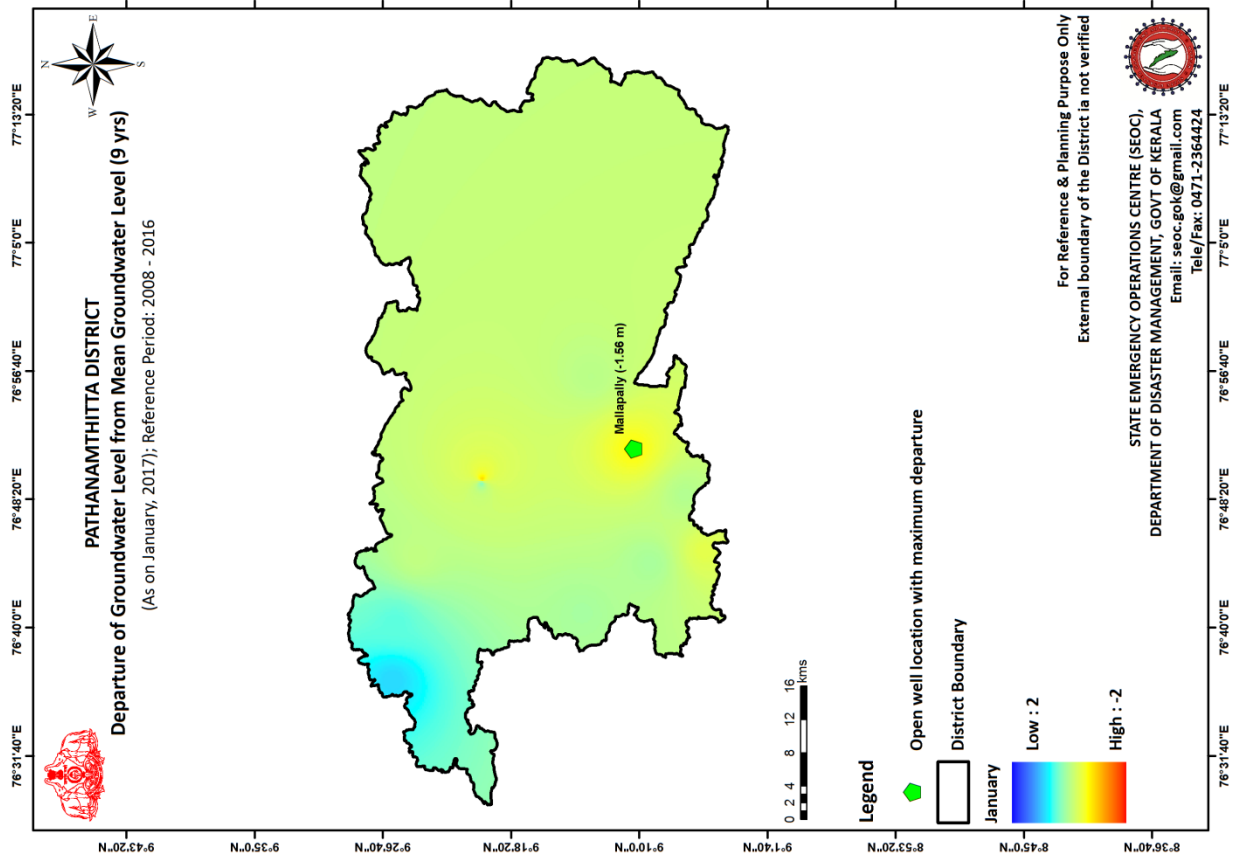 PATHANAMTHITTA DISTRICT
Departure of Groundwater Level from Mean Groundwater Level (9 yrs)
(As on January, 2017); Reference Period: 2008 - 2016
N
E
S
W
76°31'40"E
76°40'0"E
76°48'20"E
76°56'40"E
77°5'0"E
77°13'20"E
9°43'20"N
9°35'0"N
9°26'40"N
9°18'20"N
9°10'0"N
9°1'40"N
8°53'20"N
8°45'0"N
8°36'40"N
Mallapally (-1.56 m)
0 2 4 8 12 16
kms
Legend
Open well location with maximum departure
District Boundary
January
Low : 2
High : -2
For Reference & Planning Purpose Only
External boundary of the District ia not verified
STATE EMERGENCY OPERATIONS CENTRE (SEOC),
DEPARTMENT OF DISASTER MANAGEMENT, GOVT OF KERALA
Email: seoc.gok@gmail.com
Tele/Fax: 0471-2364424
76°31'40"E
76°40'0"E
76°48'20"E
76°56'40"E
77°5'0"E
77°13'20"E